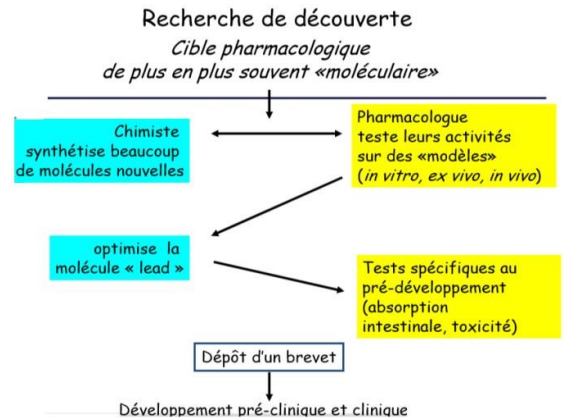 Recherche de découverte
Cible pharmacologique
de plus en plus souvent «moléculaire»
Chimiste
synthétise beaucoup
de molécules nouvelles
Pharmacologue
teste leurs activités
sur des «modèles»
(in vitro, ex vivo, in vivo)
optimise la
molécule « lead »
Tests spécifiques au
pré-développement
(absorption
intestinale, toxicité)
Dépôt d'un brevet
Développement pré-clinique et clinique